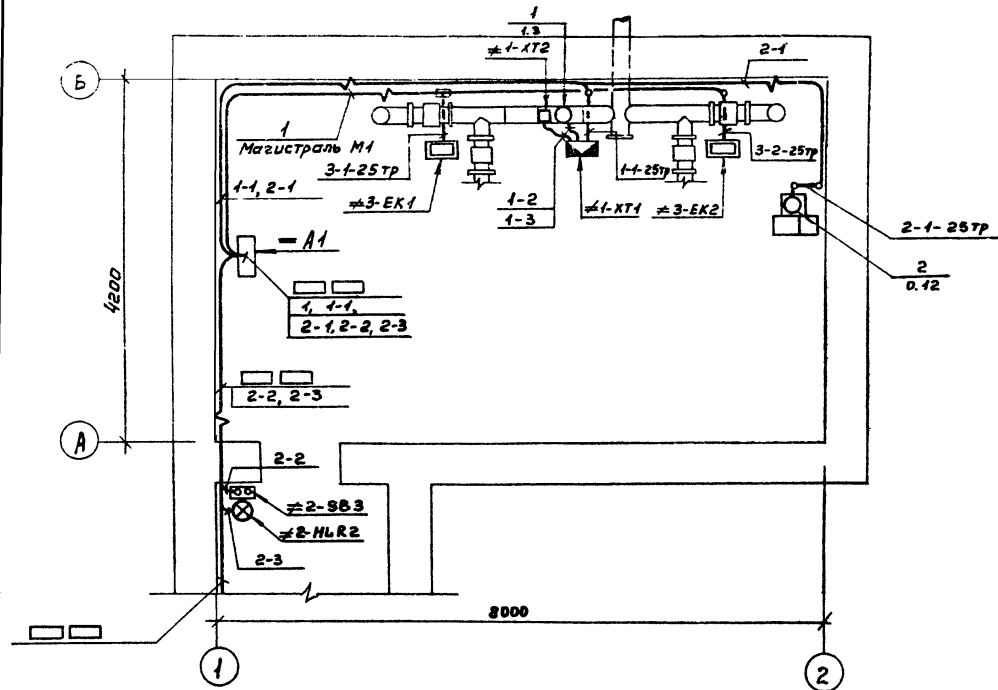 1
1.3
≠1-XT2
2-1
Б
1
Магистраль М1
3-1-25тр
≠3-EK1
1-2
1-3
≠1-XT1
1-1-25тр
≠3-EK2
3-2-25тр
1-1, 2-1
- A1
2-1-25тр
2
0.12
4200
1, 1-1,
2-1, 2-2, 2-3
2-2, 2-3
А
2-2
≠2-SB3
≠2-HLR2
2-3
8000
1
2